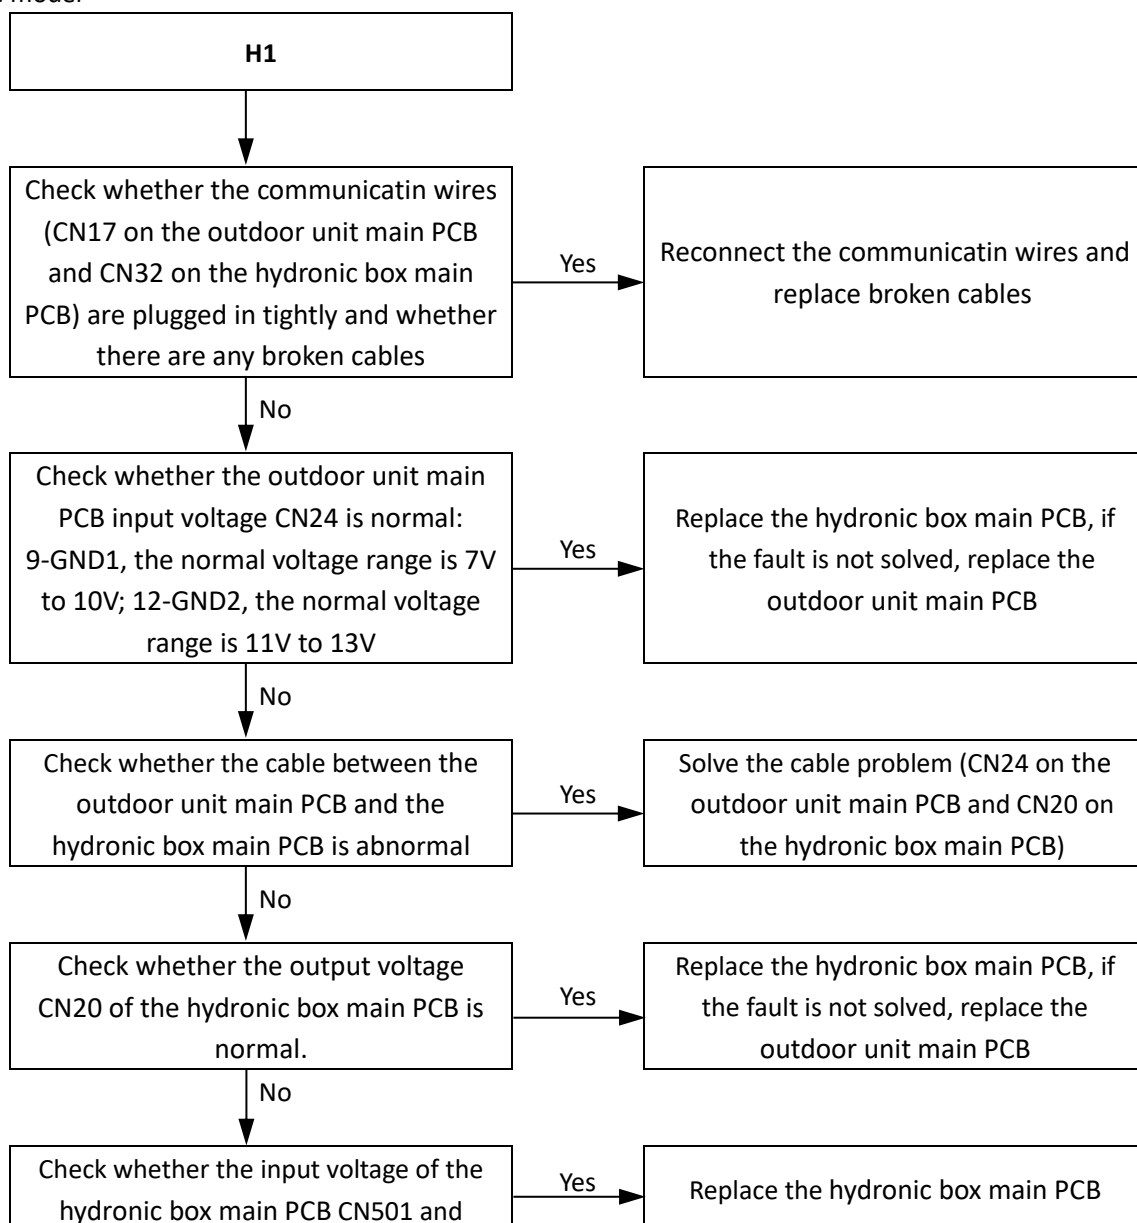 model
H1
Check whether the communicatin wires
(CN17 on the outdoor unit main PCB
and CN32 on the hydronic box main
PCB) are plugged in tightly and whether
there are any broken cables
Yes
Reconnect the communicatin wires and
replace broken cables
No
Check whether the outdoor unit main
PCB input voltage CN24 is normal:
9-GND1, the normal voltage range is 7V
to 10V; 12-GND2, the normal voltage
range is 11V to 13V
Yes
Replace the hydronic box main PCB, if
the fault is not solved, replace the
outdoor unit main PCB
No
Check whether the cable between the
outdoor unit main PCB and the
hydronic box main PCB is abnormal
Yes
Solve the cable problem (CN24 on the
outdoor unit main PCB and CN20 on
the hydronic box main PCB)
No
Check whether the output voltage
CN20 of the hydronic box main PCB is
normal.
Yes
Replace the hydronic box main PCB, if
the fault is not solved, replace the
outdoor unit main PCB
No
Check whether the input voltage of the
hydronic box main PCB CN501 and
Yes
Replace the hydronic box main PCB